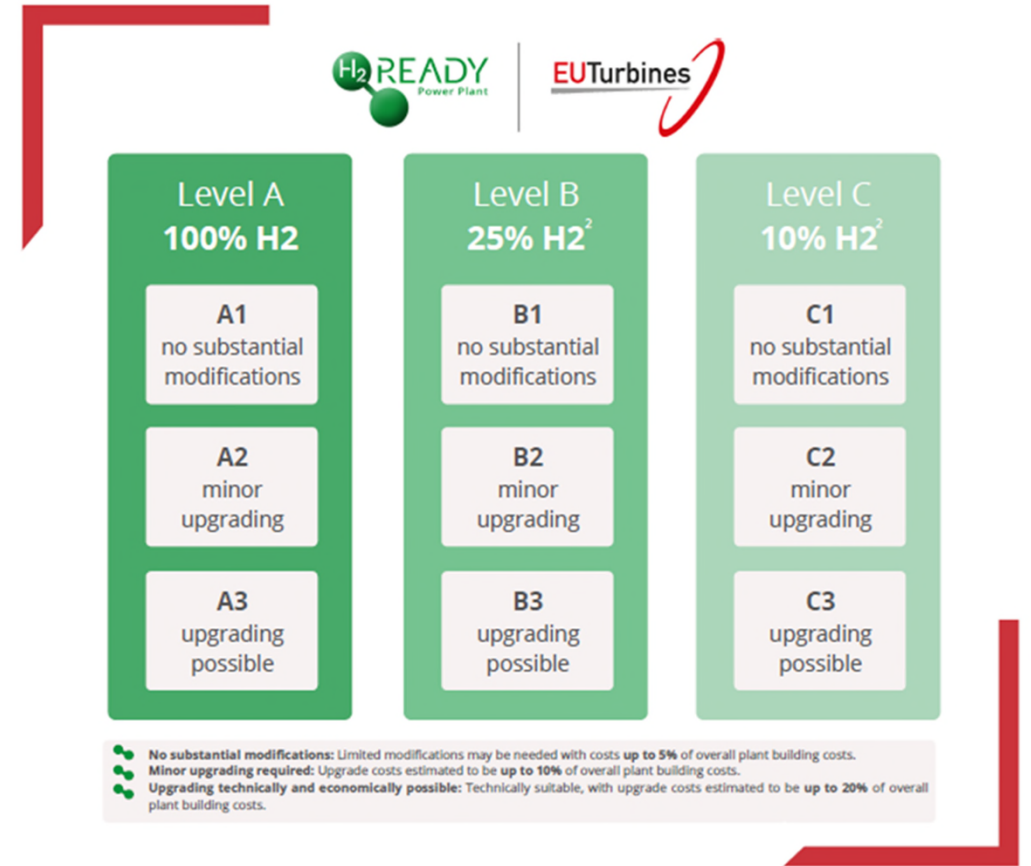 H2 READY
Power Plant
EUTurbines
Level A
100% H2
A1
no substantial
modifications
A2
minor
upgrading
A3
upgrading
possible
Level B
25% H2²
B1
no substantial
modifications
B2
minor
upgrading
B3
upgrading
possible
Level C
10% H2²
C1
no substantial
modifications
C2
minor
upgrading
C3
upgrading
possible
No substantial modifications: Limited modifications may be needed with costs up to 5% of overall plant building costs.
Minor upgrading required: Upgrade costs estimated to be up to 10% of overall plant building costs.
Upgrading technically and economically possible: Technically suitable, with upgrade costs estimated to be up to 20% of overall
plant building costs.